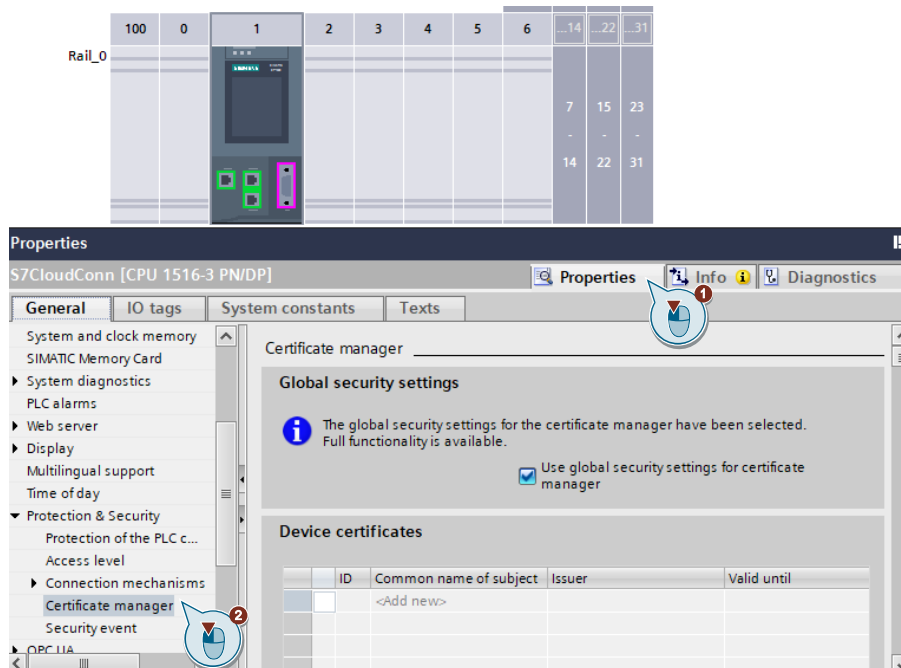 100 0 1 2 3 4 5 6 ...14 ...22 ...31
Rail_0
SIEMENS
7 15 23
- - -
14 22 31
Properties
S7CloudConn [CPU 1516-3 PN/DP]
Properties
Info
Diagnostics
1
General
IO tags
System constants
Texts
System and clock memory
SIMATIC Memory Card
System diagnostics
PLC alarms
Web server
Display
Multilingual support
Time of day
Protection & Security
Protection of the PLC c...
Access level
Connection mechanisms
Certificate manager
2
Security event
OPC UA
Certificate manager
Global security settings
The global security settings for the certificate manager have been selected.
Full functionality is available.
Use global security settings for certificate
manager
Device certificates
ID Common name of subject Issuer Valid until
<Add new>